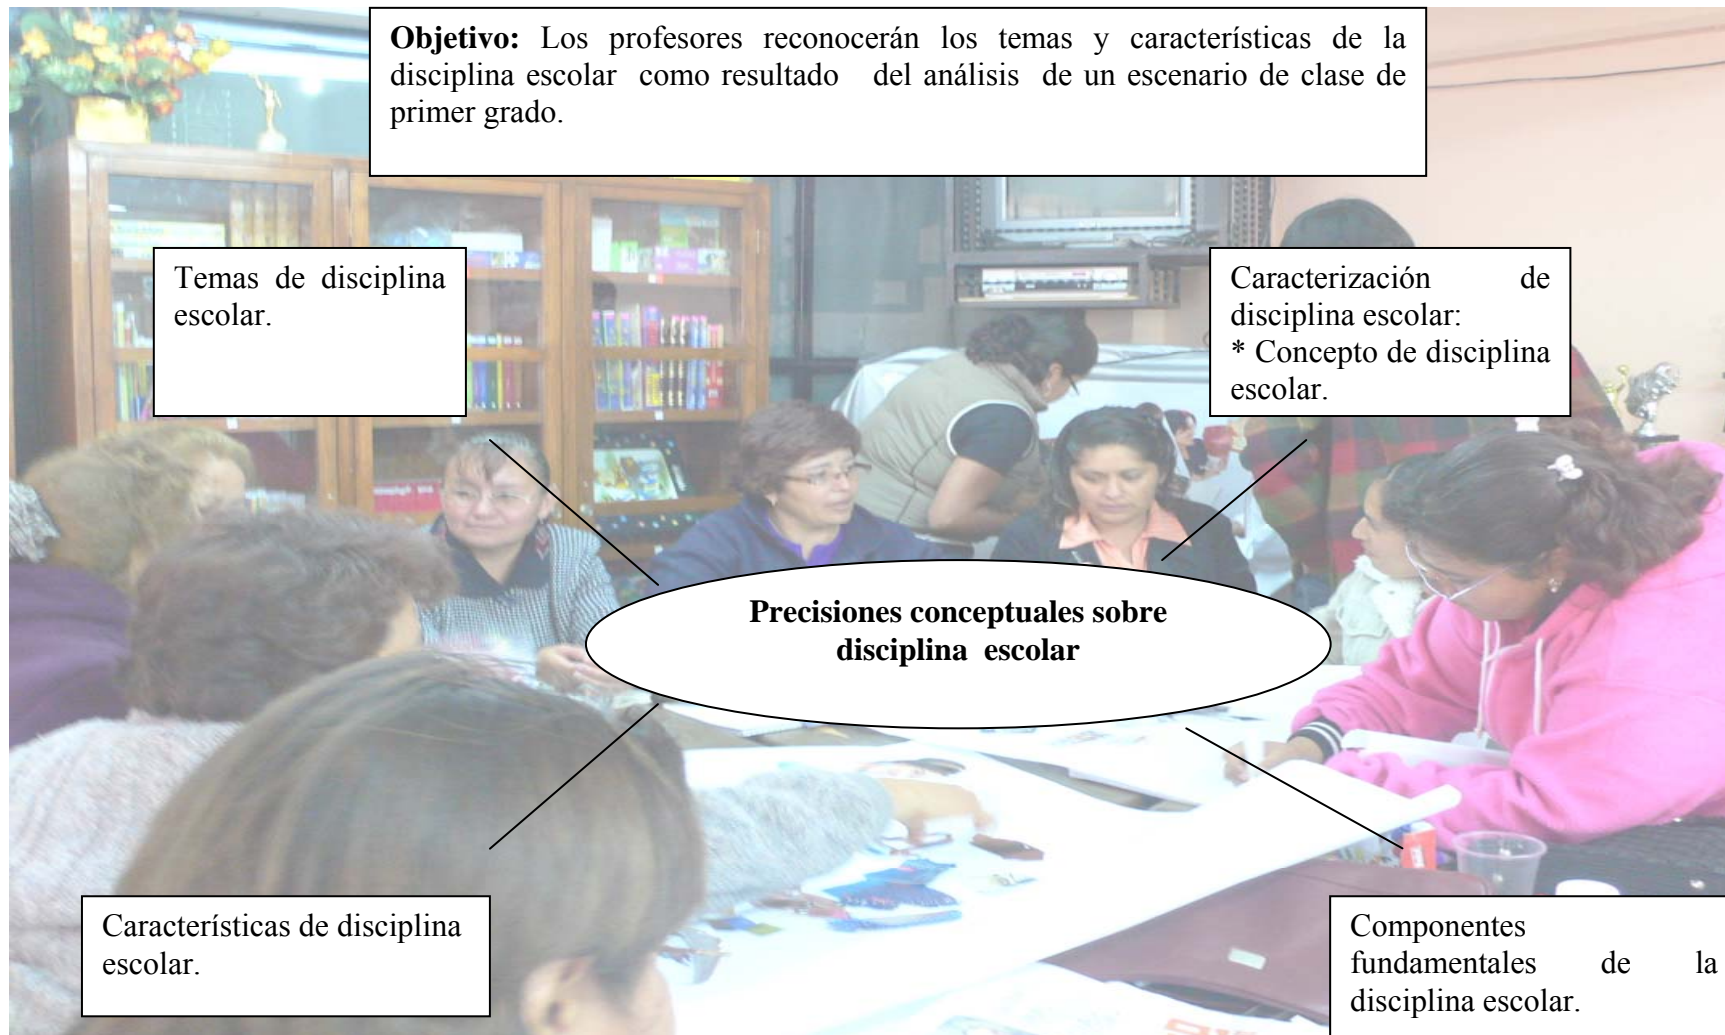 Objetivo: Los profesores reconocerán los temas y características de la
disciplina escolar como resultado del análisis de un escenario de clase de
primer grado.
Temas de disciplina
escolar.
Caracterización de
disciplina escolar:
* Concepto de disciplina
escolar.
Precisiones conceptuales sobre
disciplina escolar
Característícas de disciplina
escolar.
Componentes
fundamentales de la
disciplina escolar.